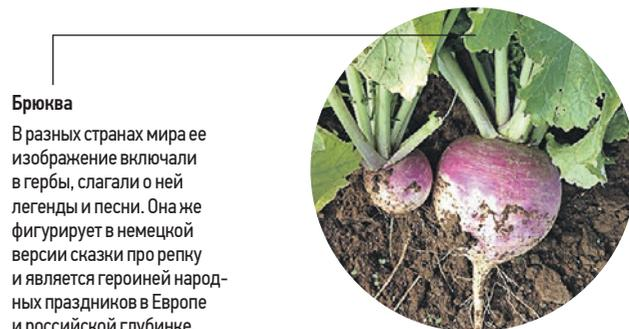 Брюква
В разных странах мира ее
изображение включали
в гербы, слагали о ней
легенды и песни. Она же
фигурирует в немецкой
версии сказки про репку
и является героиней народ-
ных праздников в Европе
и российской глубинке